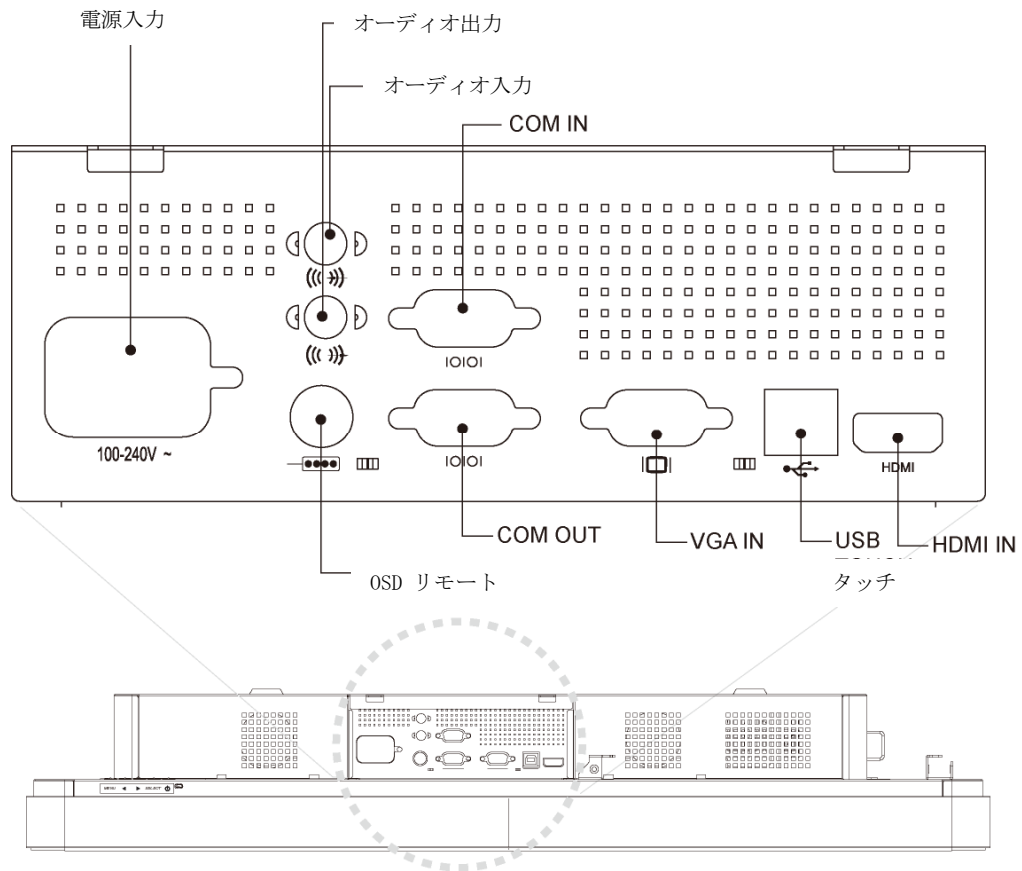 電源入力
オーディオ出力
オーディオ入力
COM IN
IOIOI
100-240V ~
IOIOI
HDMI
COM OUT
VGA IN
USB
HDMI IN
OSD リモート
タッチ
MENU
SELECT